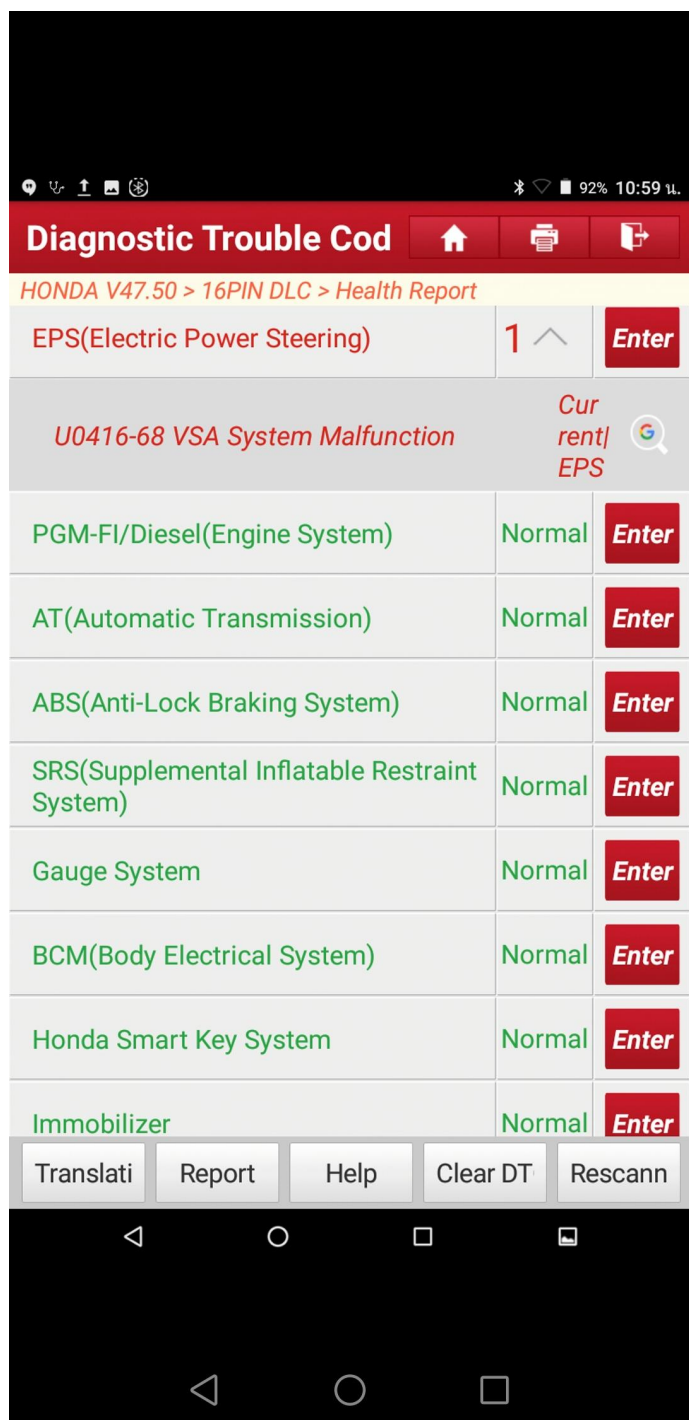 92% 10:59 น.
Diagnostic Trouble Cod
HONDA V47.50 > 16PIN DLC > Health Report
EPS(Electric Power Steering) 1 Enter
U0416-68 VSA System Malfunction
Cur
rent|
EPS
G
PGM-FI/Diesel(Engine System) Normal Enter
AT(Automatic Transmission) Normal Enter
ABS(Anti-Lock Braking System) Normal Enter
SRS(Supplemental Inflatable Restraint
System) Normal Enter
Gauge System Normal Enter
BCM(Body Electrical System) Normal Enter
Honda Smart Key System Normal Enter
Immobilizer Normal Enter
Translati Report Help Clear DT Rescann